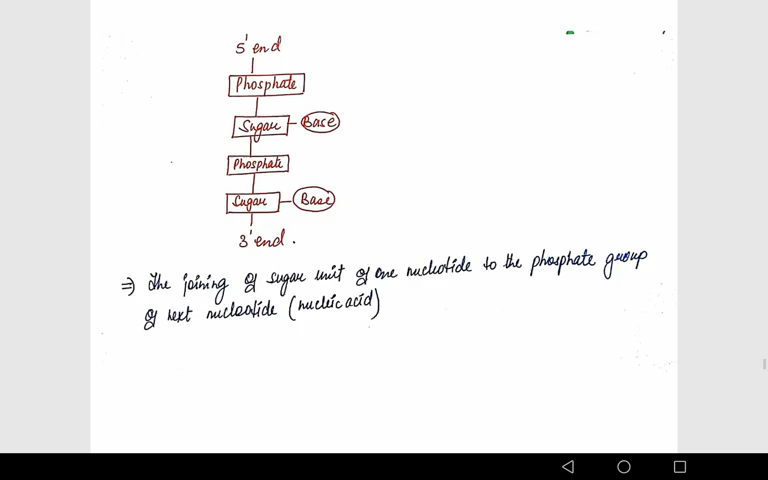 5' end
Phosphate
Sugar
Base
Phosphate
Sugar
Base
3' end.
⇒ The joining of sugar unit of one nucleotide to the phosphate group
of next nucleotide (nucleic acid)